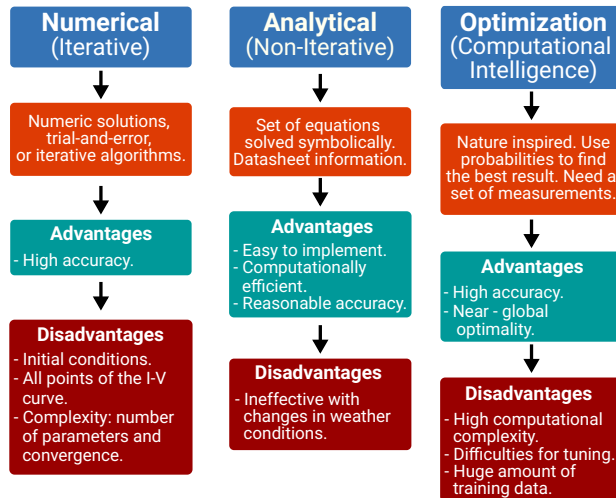 Numerical
(Iterative)
Numeric solutions,
trial-and-error,
or iterative algorithms.
Advantages
- High accuracy.
Disadvantages
- Initial conditions.
- All points of the I-V
curve.
- Complexity: number
of parameters and
convergence.
Analytical
(Non-Iterative)
Set of equations
solved symbolically.
Datasheet information.
Advantages
- Easy to implement.
- Computationally
efficient.
- Reasonable accuracy.
Disadvantages
- Ineffective with
changes in weather
conditions.
Optimization
(Computational
Intelligence)
Nature inspired. Use
probabilities to find
the best result. Need a
set of measurements.
Advantages
- High accuracy.
- Near - global
optimality.
Disadvantages
- High computational
complexity.
- Difficulties for tuning.
- Huge amount of
training data.